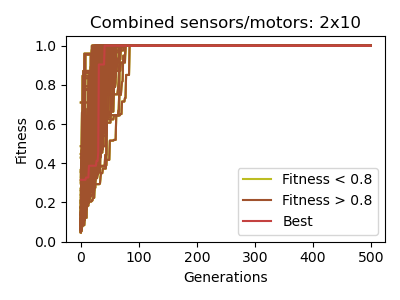 Combined sensors/motors: 2x10
Fitness
1.0
0.8
0.6
0.4
0.2
0.0
Fitness < 0.8
Fitness > 0.8
Best
0 100 200 300 400 500
Generations